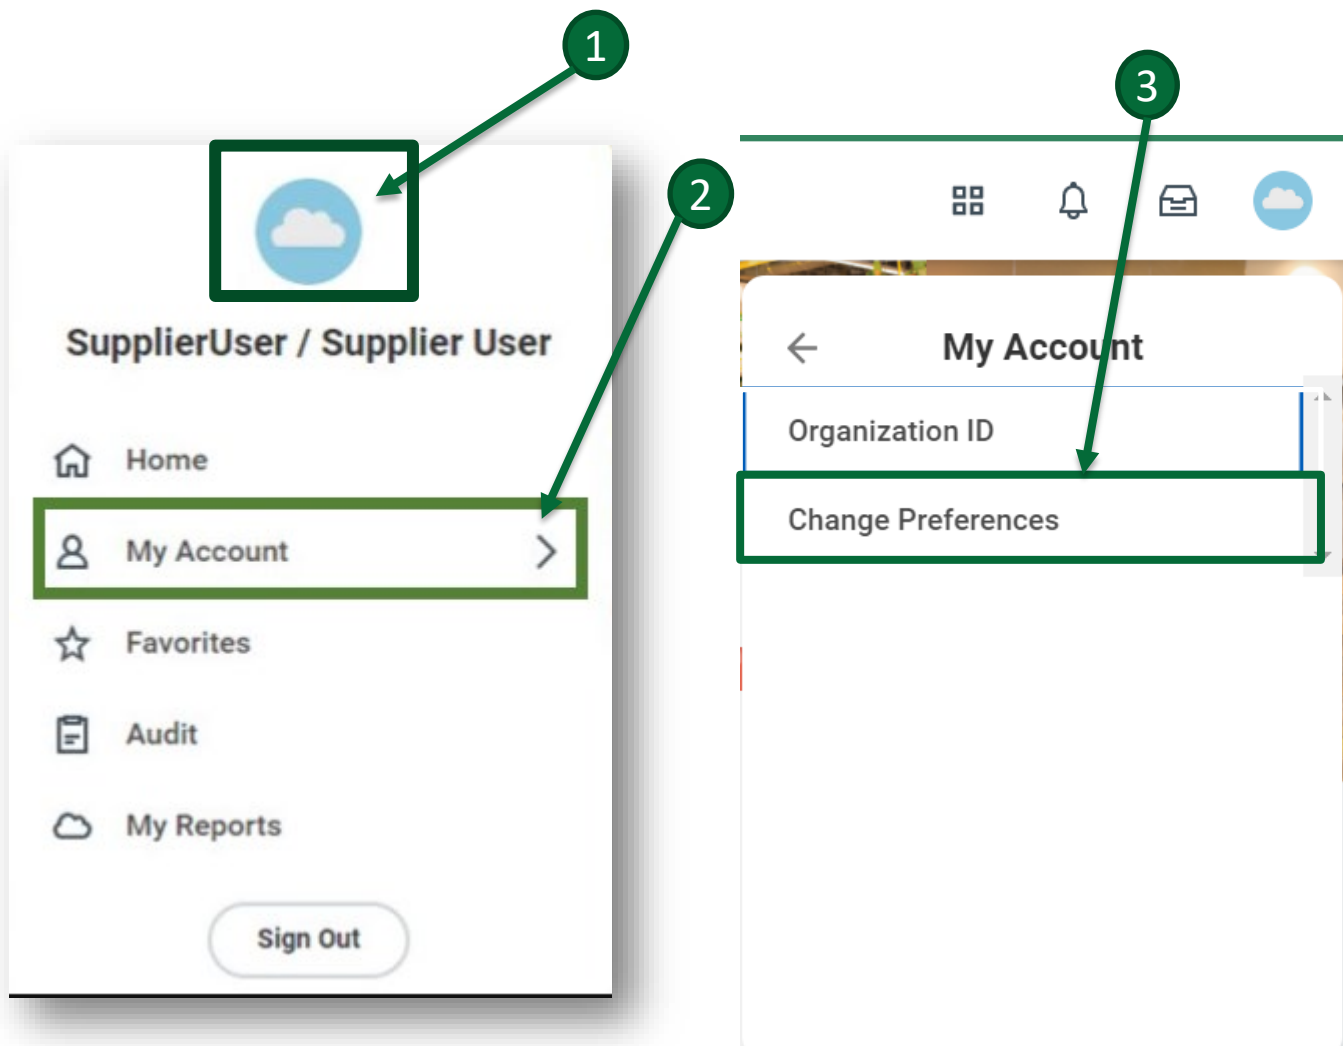 1
2
3
SupplierUser / Supplier User
Home
My Account
Favorites
Audit
My Reports
Sign Out
My Account
Organization ID
Change Preferences